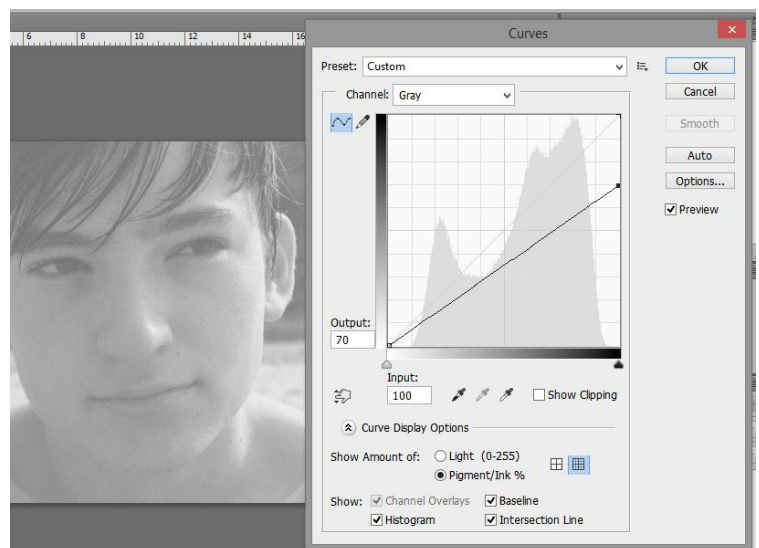 6 8 10 12 14 16
Curves
Preset: Custom
OK
Channel: Gray
Cancel
Smooth
Auto
Options...
Preview
Output:
70
Input:
100
Show Clipping
Curve Display Options
Show Amount of: Light (0-255)
Pigment/Ink %
Show: Channel Overlays Baseline
Histogram Intersection Line